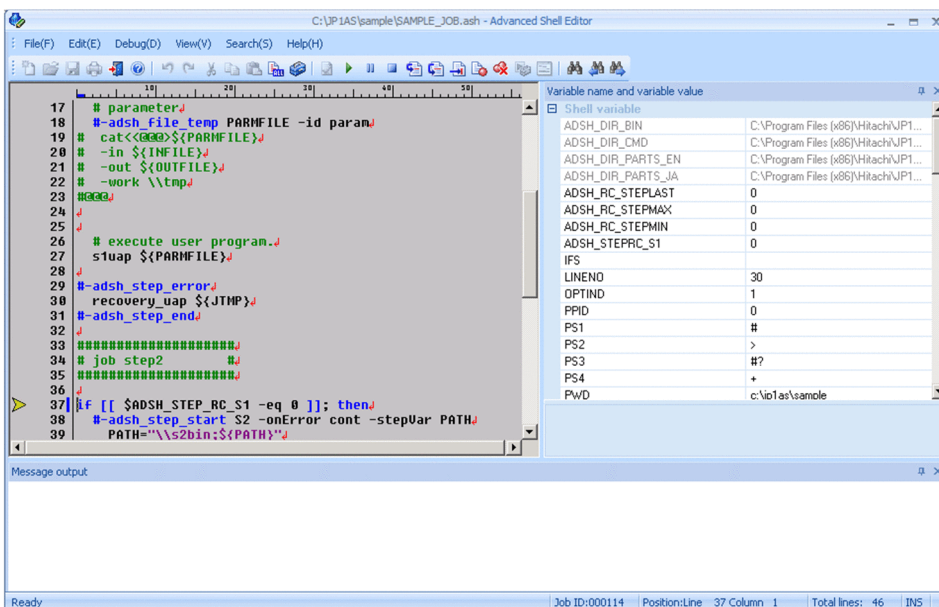 C:\JP1AS\sample\SAMPLE_JOB.ash - Advanced Shell Editor
File(F) Edit(E) Debug(D) View(V) Search(S) Help(H)
10 20 30 40 50
17 # parameter↲
18 #-adsh_file_temp PARMFILE -id param↲
19 # cat<<@@@>${PARMFILE}↲
20 # -in ${INFILE}↲
21 # -out ${OUTFILE}↲
22 # -work \\tmp↲
23 #@@@↲
24 ↲
25 ↲
26 # execute user program.↲
27 s1uap ${PARMFILE}↲
28 ↲
29 #-adsh_step_error↲
30 recovery_uap ${JTMP}↲
31 #-adsh_step_end↲
32 ↲
33 ####################↲
34 # job step2 #↲
35 ####################↲
36 ↲
37 if [[ $ADSH_STEP_RC_S1 -eq 0 ]]; then↲
38 #-adsh_step_start S2 -onError cont -stepVar PATH↲
39 PATH="\\s2bin;${PATH}"↲
Variable name and variable value
Shell variable
ADSH_DIR_BIN C:\Program Files (x86)\Hitachi\JP1...
ADSH_DIR_CMD C:\Program Files (x86)\Hitachi\JP1...
ADSH_DIR_PARTS_EN C:\Program Files (x86)\Hitachi\JP1...
ADSH_DIR_PARTS_JA C:\Program Files (x86)\Hitachi\JP1...
ADSH_RC_STEPLAST 0
ADSH_RC_STEPMAX 0
ADSH_RC_STEPMIN 0
ADSH_STEPRC_S1 0
IFS
LINENO 30
OPTIND 1
PPID 0
PS1 #
PS2 >
PS3 #?
PS4 +
PWD c:\jp1as\sample
Message output
Ready Job ID:000114 Position:Line 37 Column 1 Total lines: 46 INS